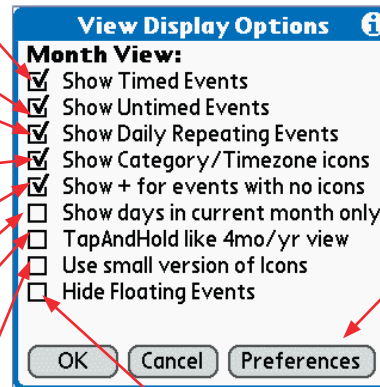 View Display Options i
Month View:
Show Timed Events
Show Untimed Events
Show Daily Repeating Events
Show Category/Timezone icons
Show + for events with no icons
Show days in current month only
TapAndHold like 4mo/yr view
Use small version of Icons
Hide Floating Events
OK Cancel Preferences